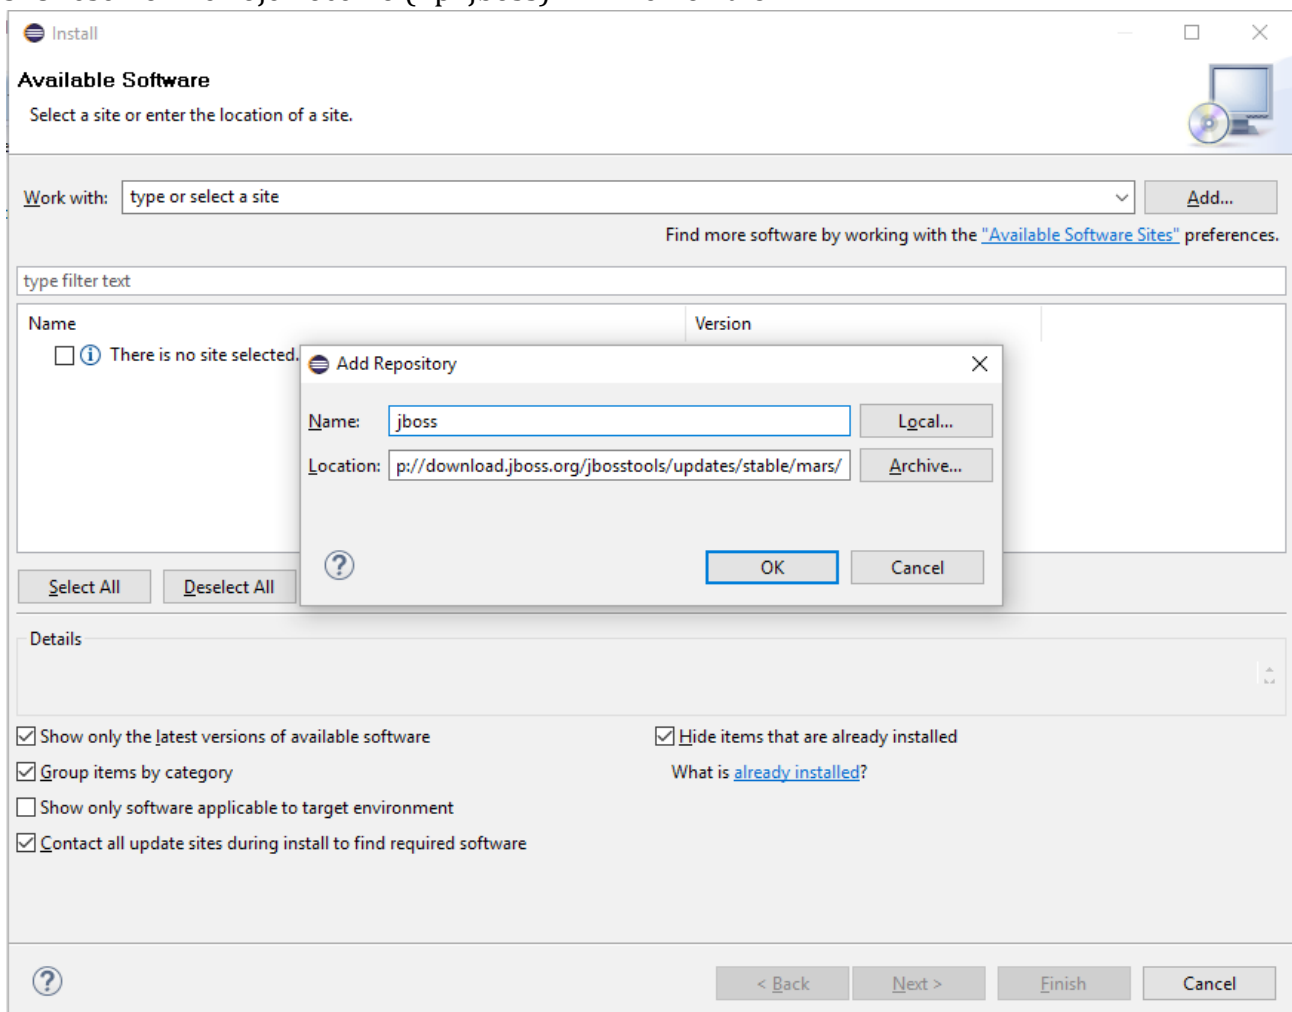 Install
Available Software
Select a site or enter the location of a site.
Work with: type or select a site Add...
Find more software by working with the "Available Software Sites" preferences.
type filter text
Name Version
There is no site selected.
Add Repository
Name: jboss Local...
Location: p://download.jboss.org/jbosstools/updates/stable/mars/ Archive...
OK Cancel
Select All Deselect All
Details
Show only the latest versions of available software Hide items that are already installed
Group items by category What is already installed?
Show only software applicable to target environment
Contact all update sites during install to find required software
< Back Next > Finish Cancel